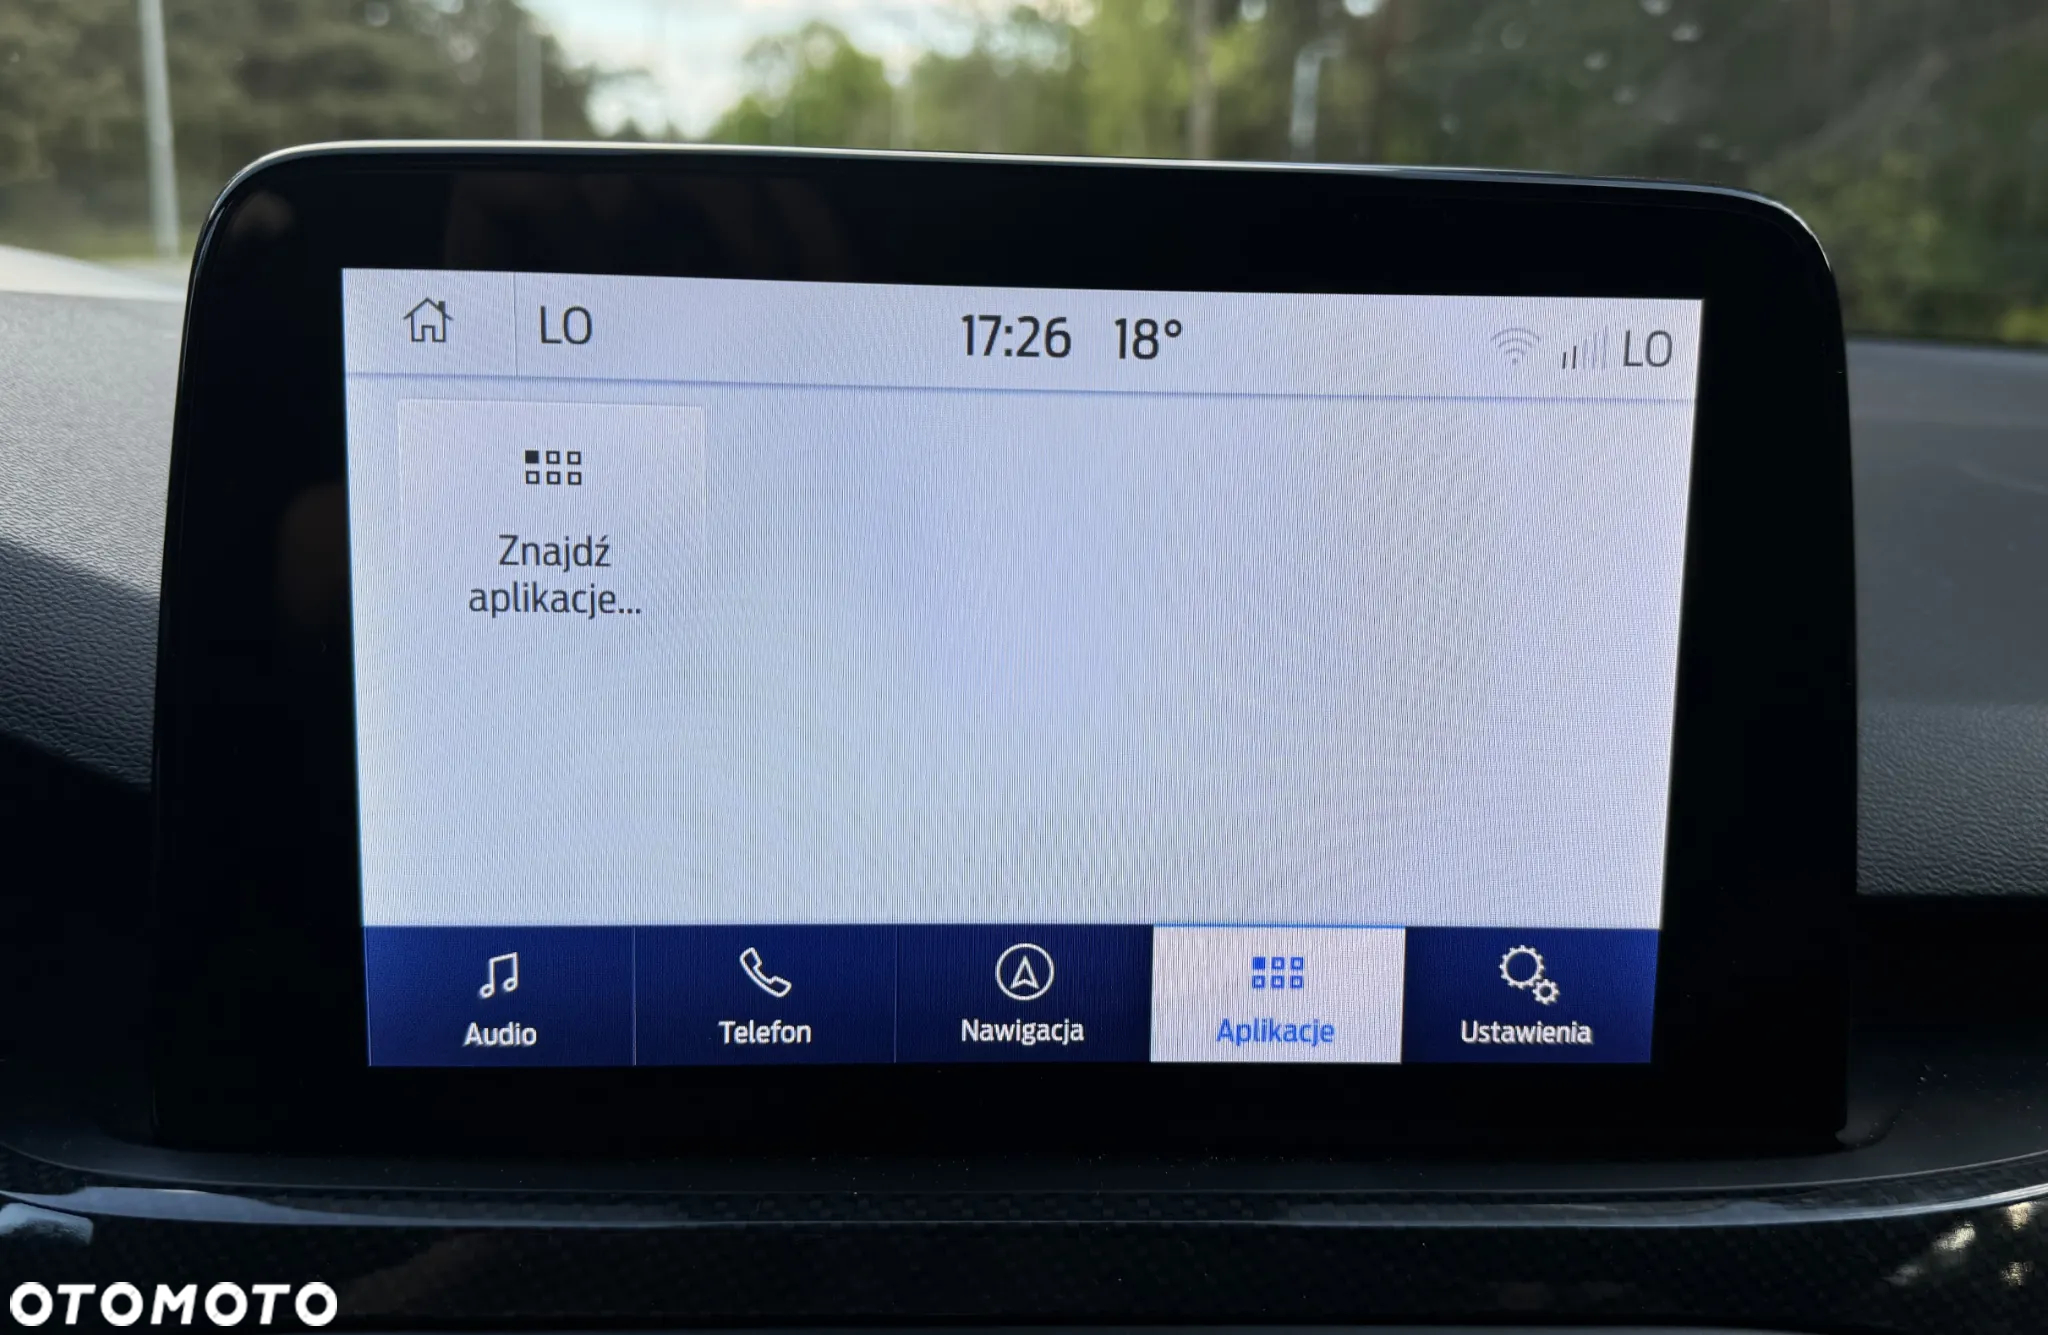 LO 17:26 18° LO
Znajdź
aplikacje...
Audio Telefon Nawigacja Aplikacje Ustawienia
OTOMOTO